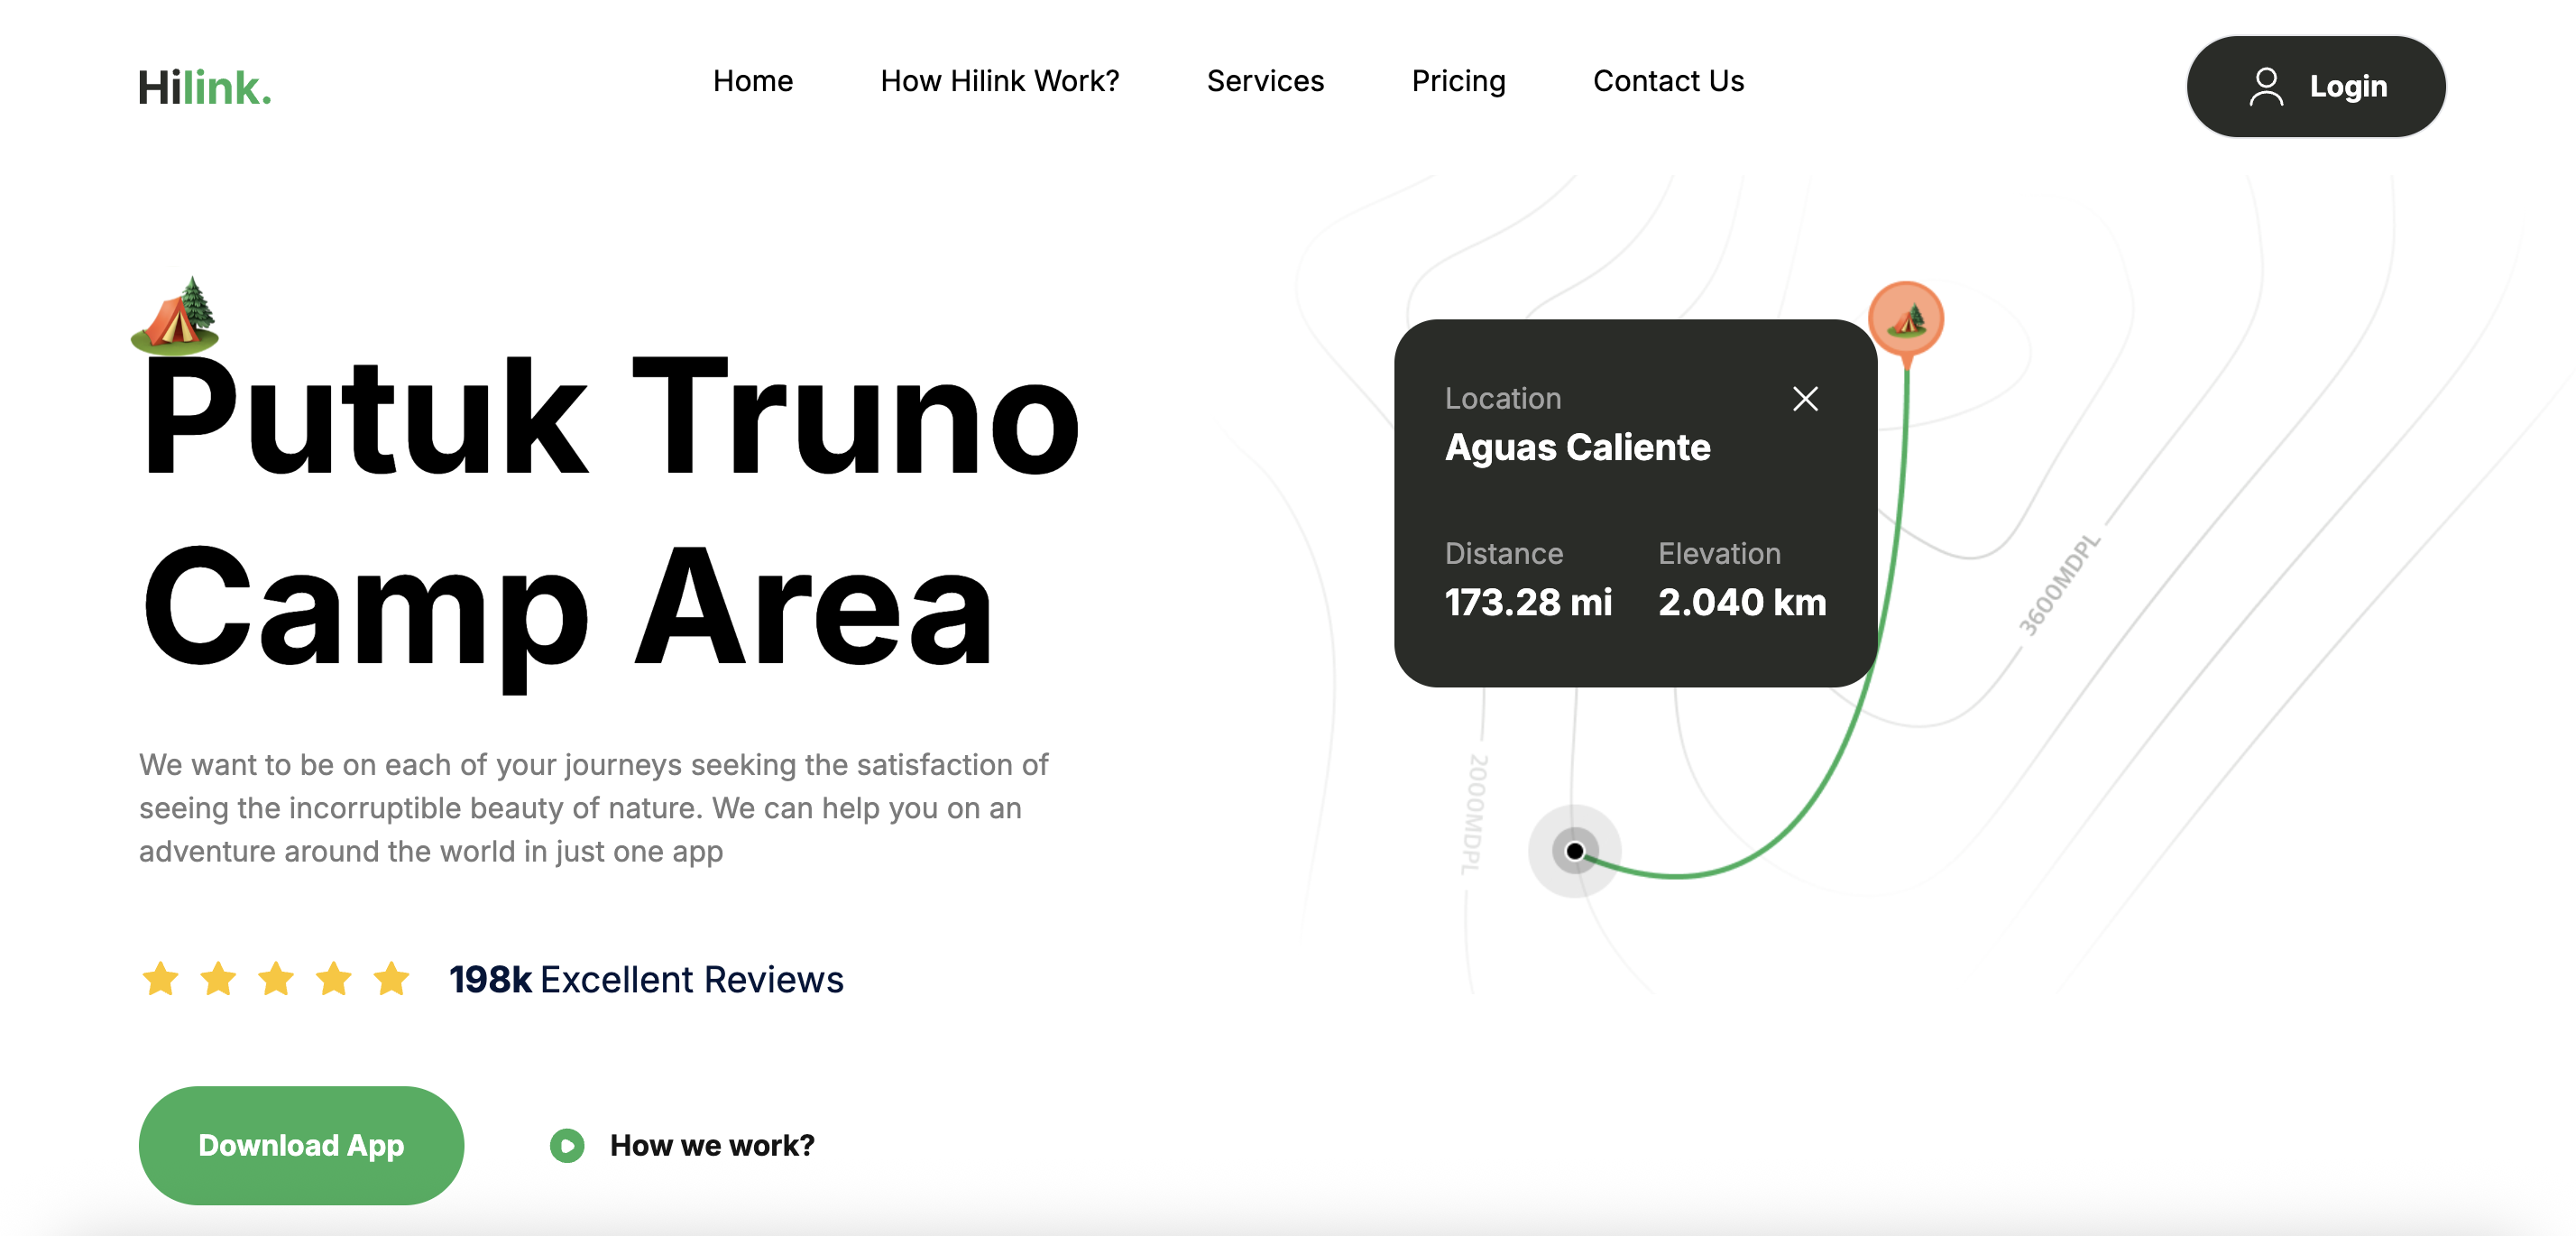 Hilink.
Home
How Hilink Work?
Services
Pricing
Contact Us
Login
Putuk Truno
Camp Area
We want to be on each of your journeys seeking the satisfaction of
seeing the incorruptible beauty of nature. We can help you on an
adventure around the world in just one app
198k Excellent Reviews
Download App
How we work?
Location
Aguas Caliente
Distance
173.28 mi
Elevation
2.040 km
3600MDPL
2000MDPL